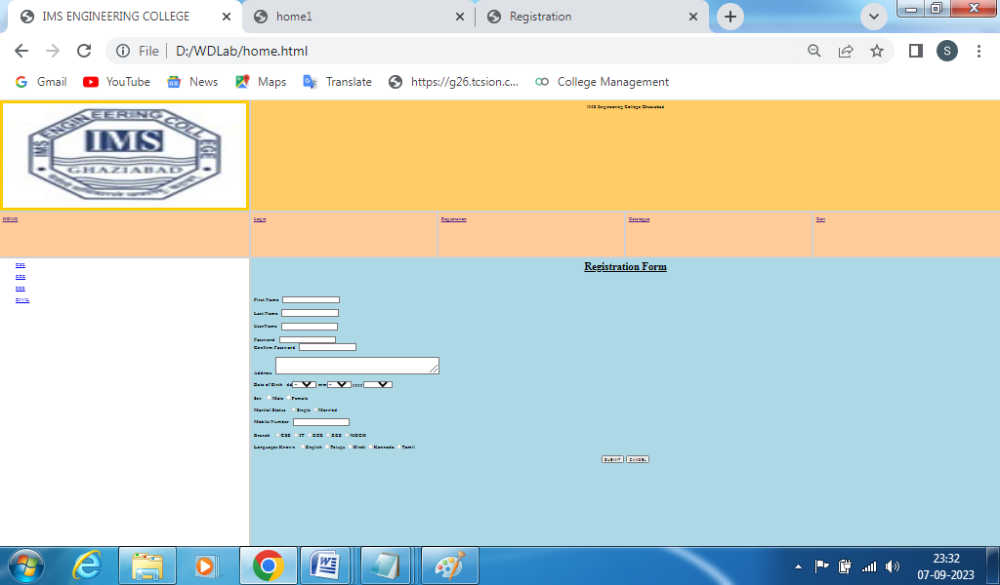 IMS ENGINEERING COLLEGE
home1
Registration
File D:/WDLab/home.html
S
Gmail YouTube News Maps Translate https://g26.tcsion.c... College Management
IMS ENGINEERING COLLEGE
IMS
GHAZIABAD
IMS Engineering College, Ghaziabad
HOME Login Registration Catalogue Cart
CIVIL
Registration Form
First Name
Last Name
UserName
Password
Confirm Password
Address
Date of Birth dd -- mm -- yyyy
Sex Male Female
Marital Status Single Married
Mobile Number
Branch CSE IT ECE EEE MECH
Languages Known English Telugu Hindi Kannada Tamil
SUBMIT CANCEL
23:32
07-09-2023